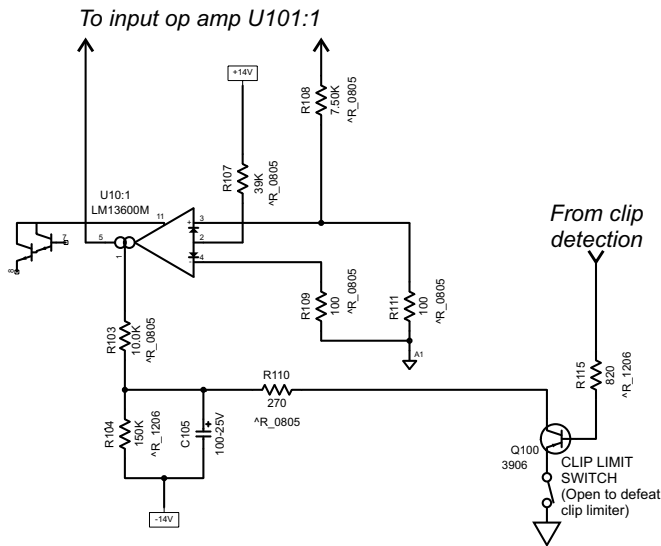 To input op amp U101:1
+14V
R108
7.50K
^R_0805
R107
39K
^R_0805
U10:1
LM13600M
11
3
2
4
5
1
7
8
+
-
From clip
detection
R109
100
^R_0805
R111
100
^R_0805
A1
R103
10.0K
^R_0805
R115
820
^R_1206
R110
270
^R_0805
R104
150K
^R_1206
C105
+
100-25V
-14V
Q100
3906
CLIP LIMIT
SWITCH
(Open to defeat
clip limiter)